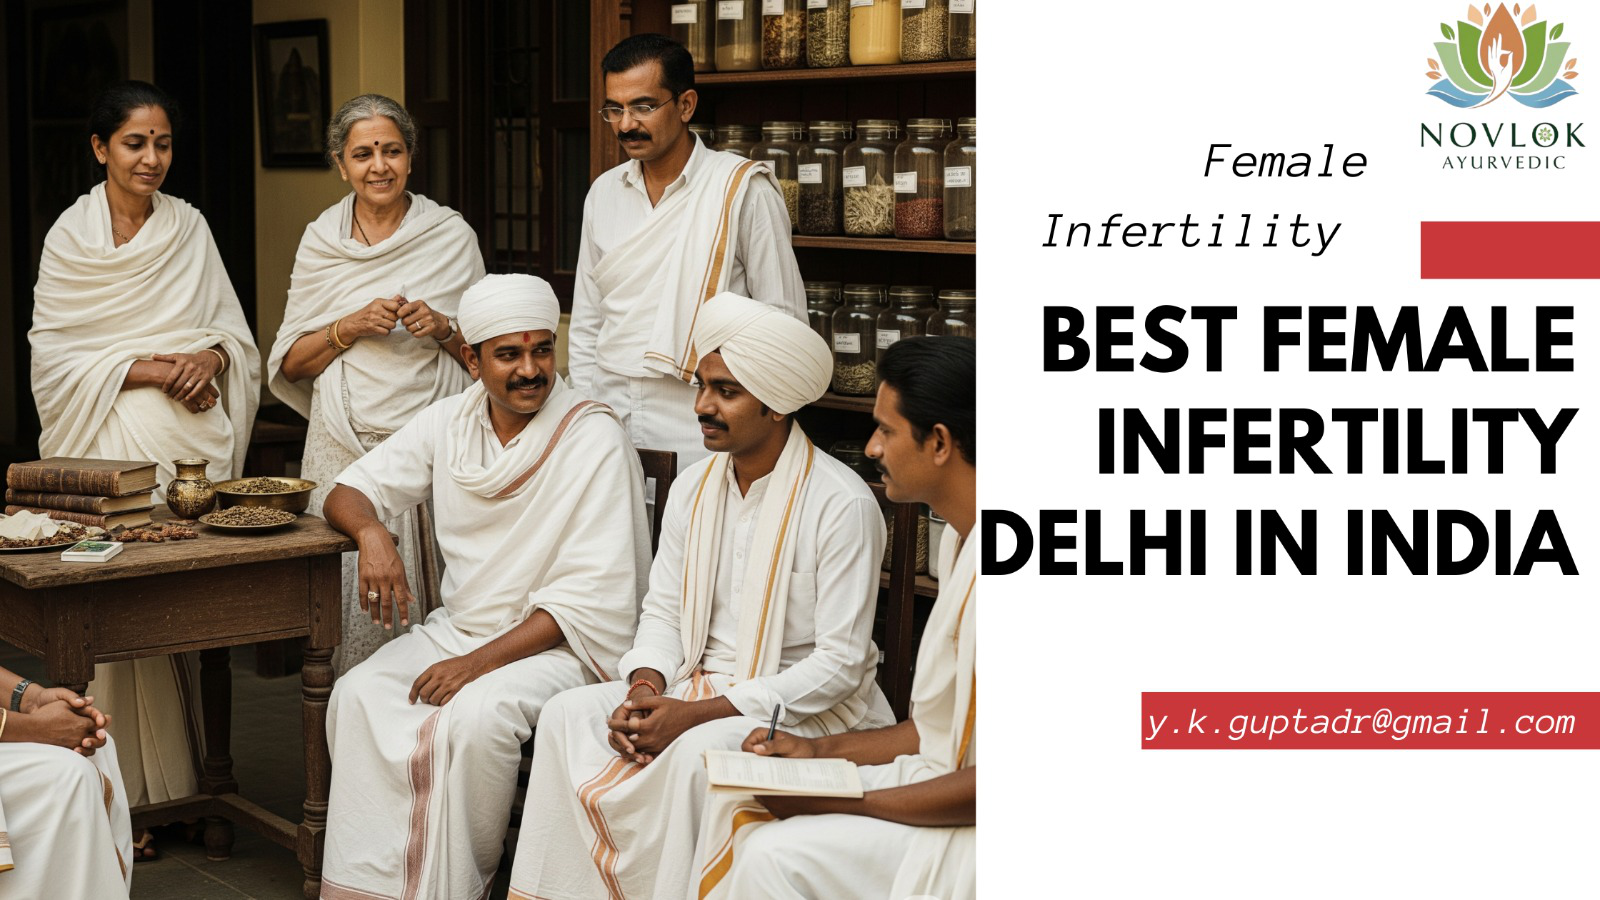 NOVLOK
AYURVEDIC
Female
Infertility
BEST FEMALE
INFERTILITY
DELHI IN INDIA
y.k.guptadr@gmail.com